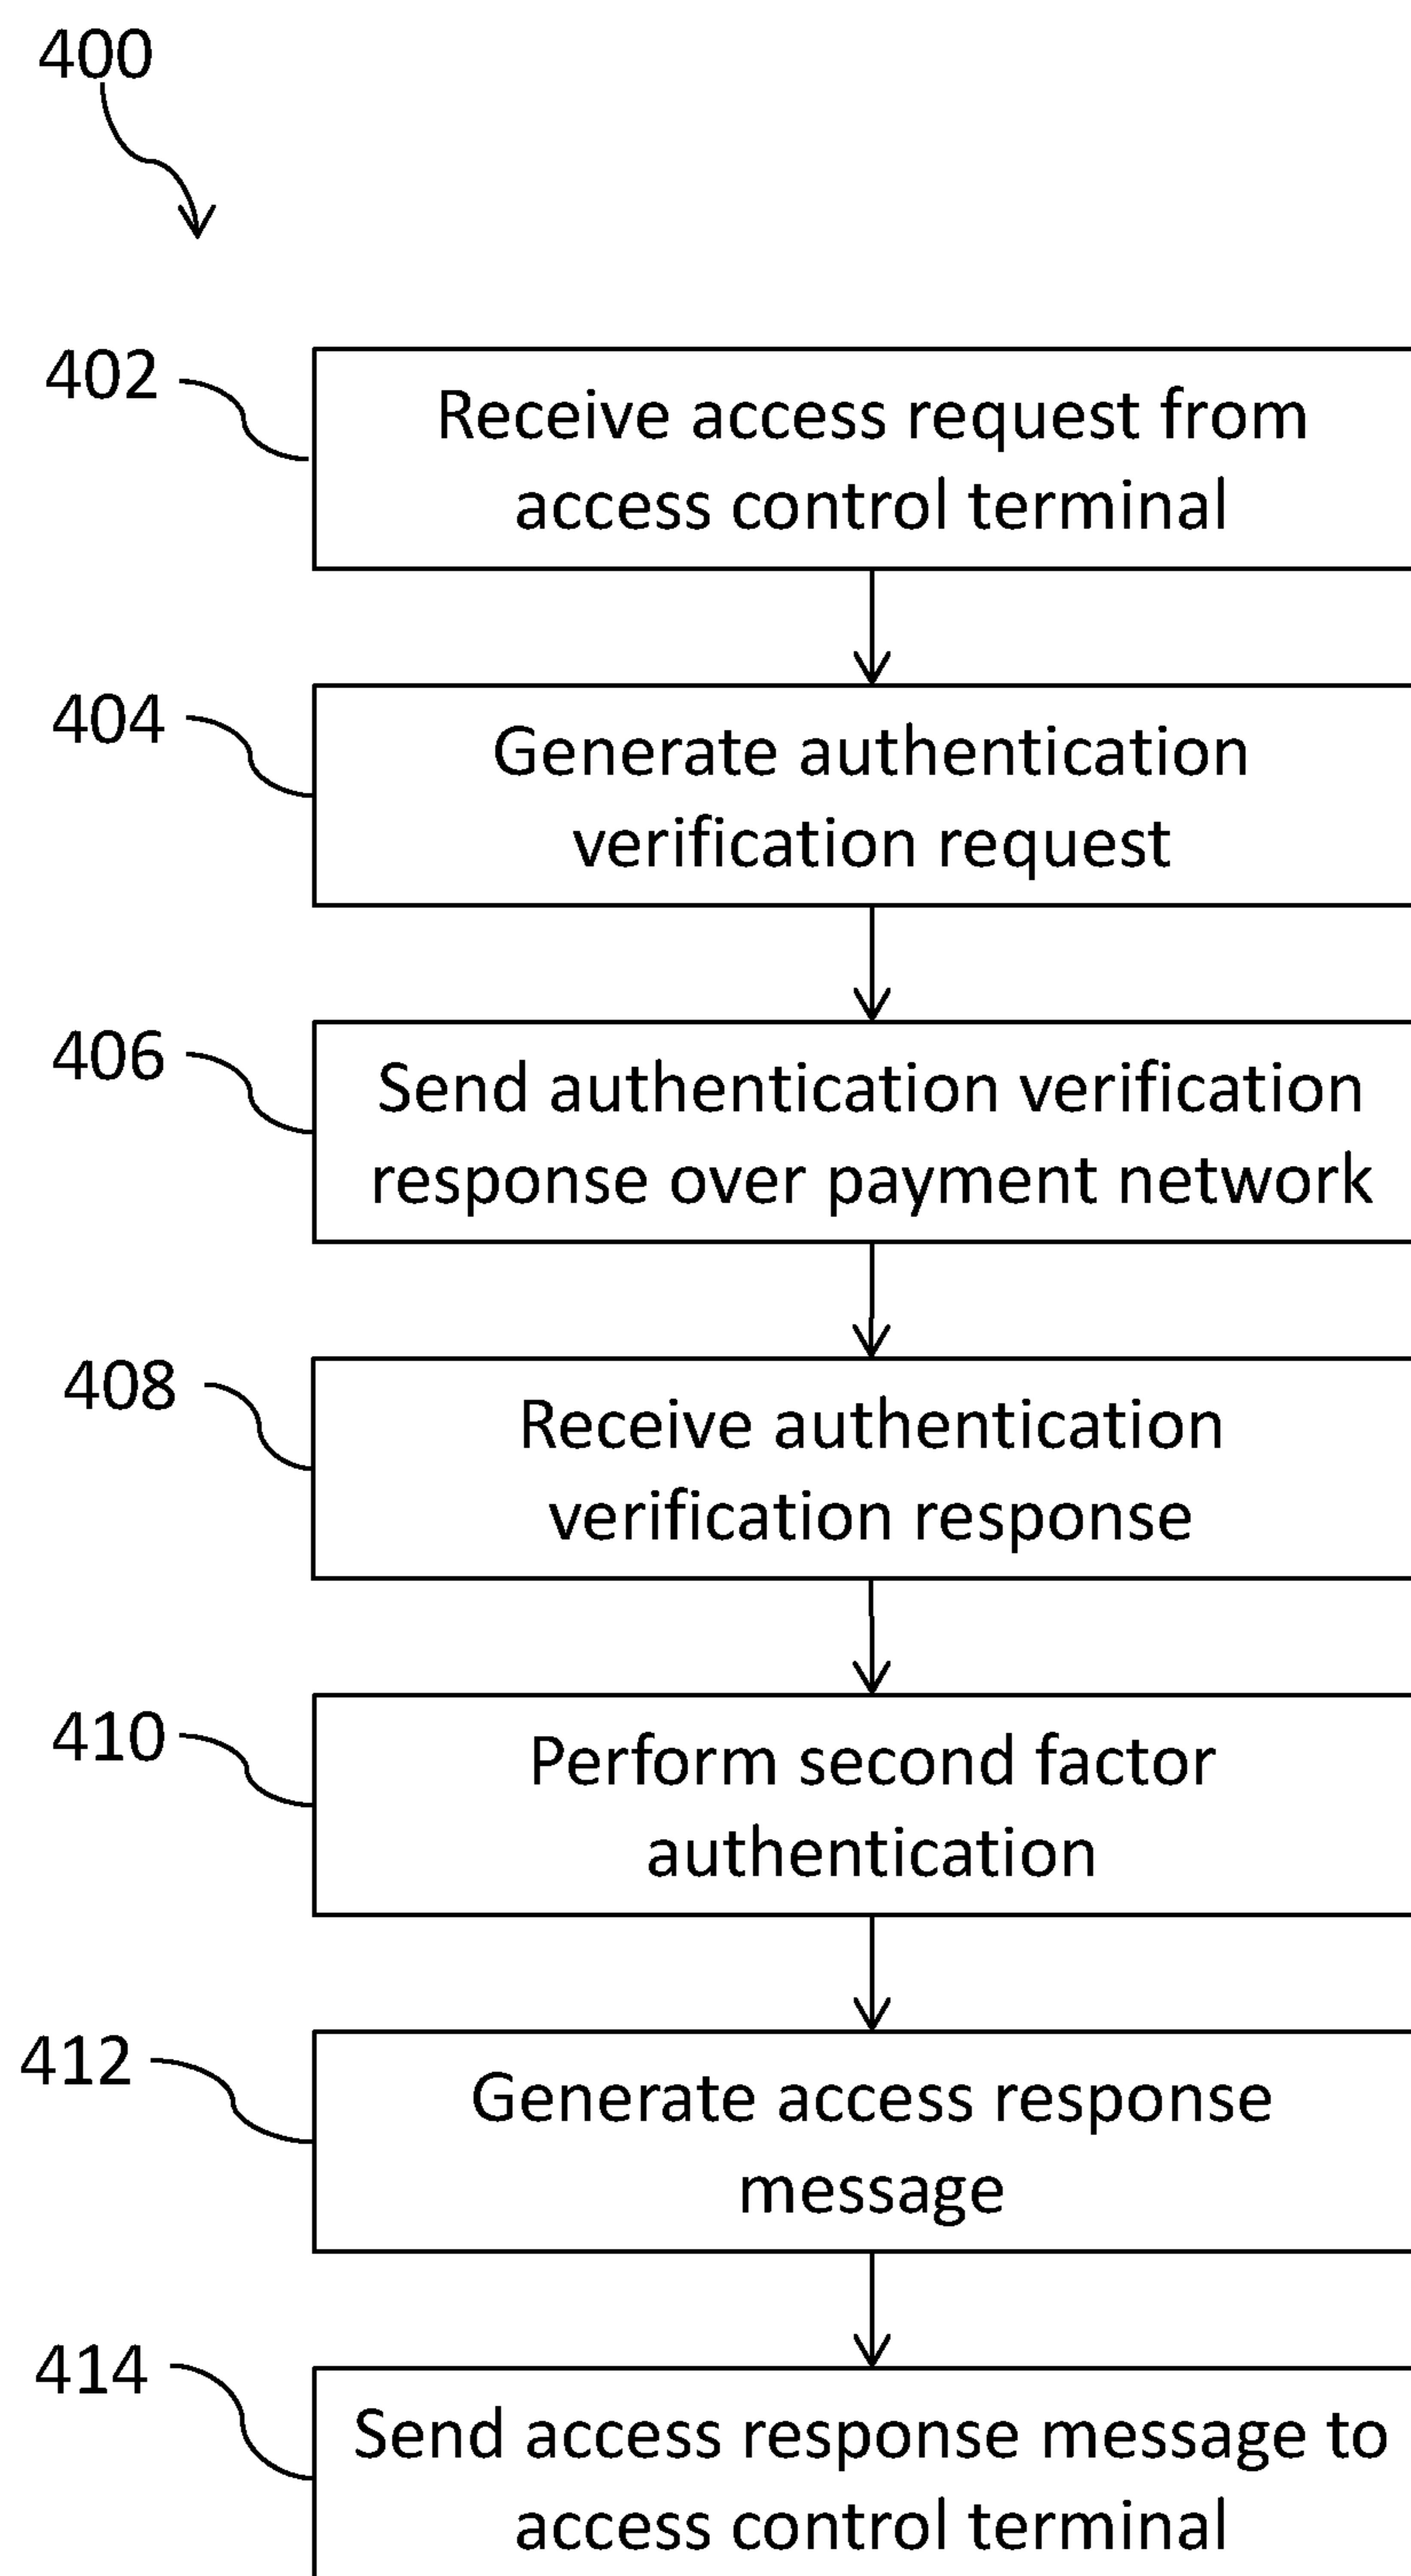 400
402
Receive access request from
access control terminal
404
Generate authentication
verification request
406
Send authentication verification
response over payment network
408
Receive authentication
verification response
410
Perform second factor
authentication
412
Generate access response
message
414
Send access response message to
access control terminal